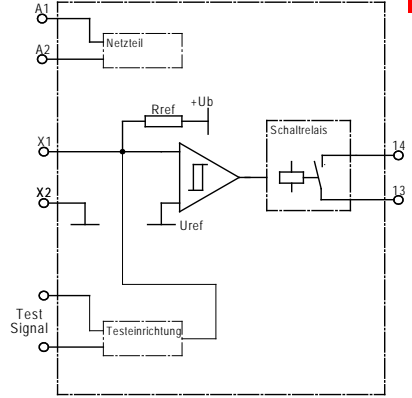 A1
Netzteil
A2
+Ub
Rref
Schaltrelais
X1
14
X2
13
Uref
Test
Signal
Testeinrichtung